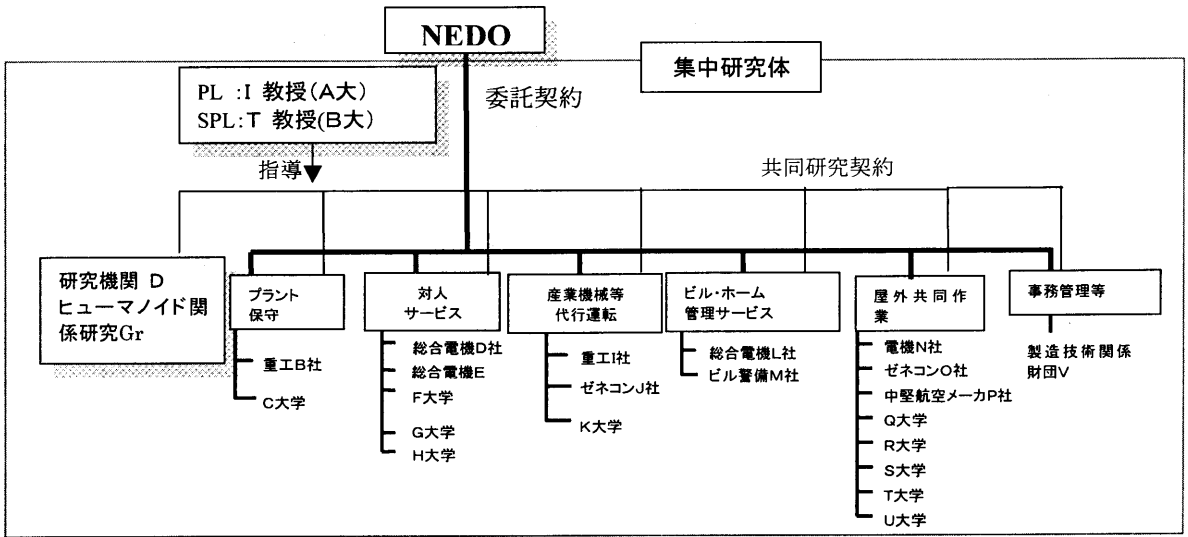 NEDO
集中研究体
PL :I 教授(A大)
SPL:T 教授(B大)
委託契約
指導
共同研究契約
研究機関 D
ヒューマノイド関
係研究Gr
プラント
保守
重工B社
C大学
対人
サービス
総合電機D社
総合電機E
F大学
G大学
H大学
産業機械等
代行運転
重工I社
ゼネコンJ社
K大学
ビル・ホーム
管理サービス
総合電機L社
ビル警備M社
屋外共同作
業
電機N社
ゼネコンO社
中堅航空メーカP社
Q大学
R大学
S大学
T大学
U大学
事務管理等
製造技術関係
財団V